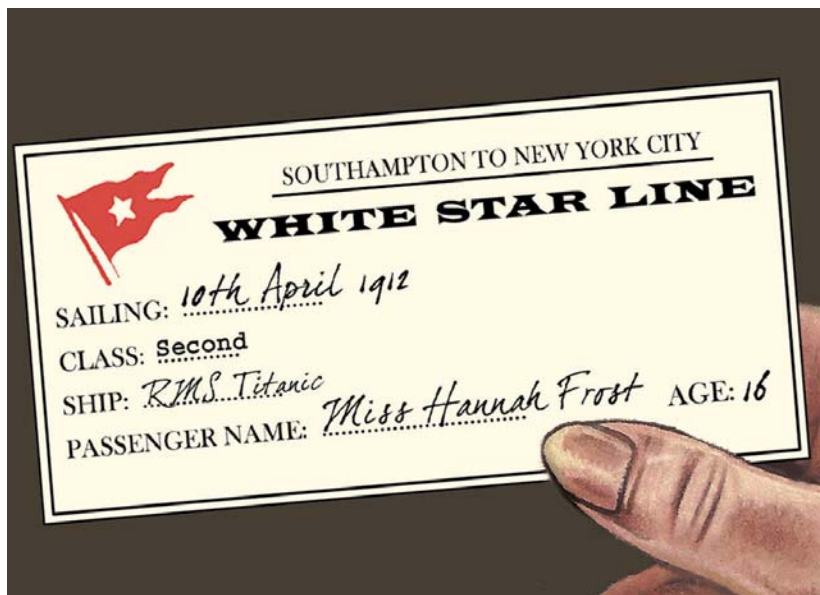 SOUTHAMPTON TO NEW YORK CITY
WHITE STAR LINE
SAILING: 10th April 1912
CLASS: Second
SHIP: RMS Titanic
PASSENGER NAME: Miss Hannah Frost AGE: 16